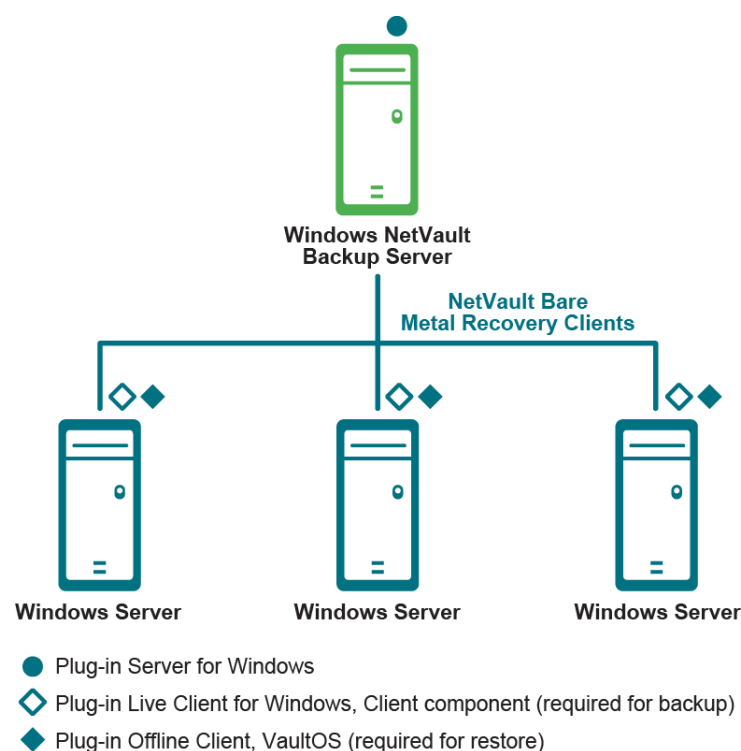 Windows NetVault
Backup Server
NetVault Bare
Metal Recovery Clients
Windows Server
Windows Server
Windows Server
Plug-in Server for Windows
Plug-in Live Client for Windows, Client component (required for backup)
Plug-in Offline Client, VaultOS (required for restore)